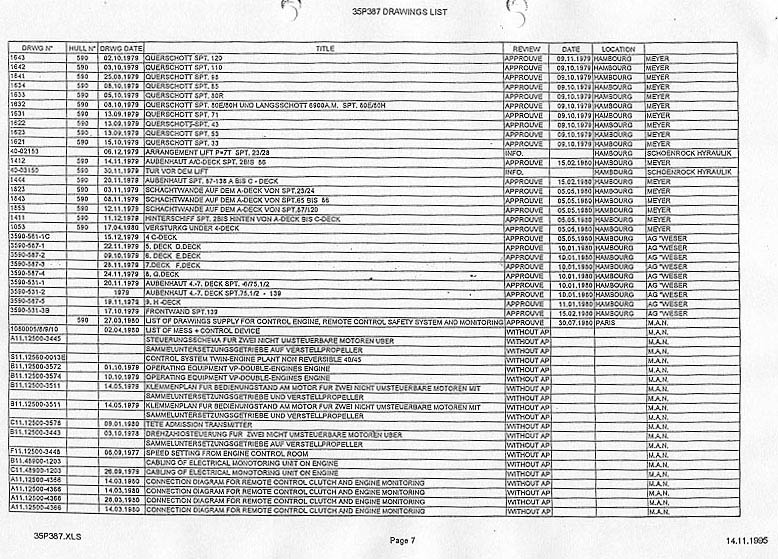 35P387 DRAWINGS LIST
DRWG N° HULL N° DRWG DATE TITLE REVIEW DATE LOCATION
1643 590 02.10.1979 QUERSCHOTT SPT. 120 APPROUVE 09.11.1979 HAMBOURG MEYER
1642 590 03.10.1979 QUERSCHOTT SPT. 110 APPROUVE 09.10.1979 HAMBOURG MEYER
1641 590 25.09.1979 QUERSCHOTT SPT. 98 APPROUVE 09.10.1979 HAMBOURG MEYER
1634 590 08.10.1979 QUERSCHOTT SPT. 85 APPROUVE 09.10.1979 HAMBOURG MEYER
1633 590 05.10.1979 QUERSCHOTT SPT. 80R APPROUVE 09.10.1979 HAMBOURG MEYER
1632 590 08.10.1979 QUERSCHOTT SPT. 80E/80H UND LANGSSCHOTT 6900A.M. SPT. 80E/80H APPROUVE 09.10.1979 HAMBOURG MEYER
1631 590 13.09.1979 QUERSCHOTT SPT. 71 APPROUVE 09.10.1979 HAMBOURG MEYER
1622 590 13.09.1979 QUERSCHOTT SPT. 43 APPROUVE 09.10.1979 HAMBOURG MEYER
1623 590 13.09.1979 QUERSCHOTT SPT. 53 APPROUVE 09.10.1979 HAMBOURG MEYER
1621 590 15.10.1979 QUERSCHOTT SPT. 33 APPROUVE 09.10.1979 HAMBOURG MEYER
40-02153 06.12.1979 ARRANGEMENT LIFT P=7T SPT. 23/28 INFO. HAMBOURG SCHOENROCK HYRAULIK
1412 590 14.11.1979 AUBENHAUT A/C-DECK SPT. 2BIS 86 APPROUVE 15.02.1980 HAMBOURG MEYER
40-03150 590 30.11.1979 TUR VOR DEM LIFT INFO. HAMBOURG SCHOENROCK HYRAULIK
1444 590 20.11.1979 AUBENHAUT SPT. 87-138 A BIS C - DECK APPROUVE 15.02.1980 HAMBOURG MEYER
1823 590 03.11.1979 SCHACHTWANDE AUF DEM A-DECK VON SPT.23/24 APPROUVE 05.05.1980 HAMBOURG MEYER
1843 590 08.11.1979 SCHACHTWANDE AUF DEM A-DECK VON SPT.65 BIS 86 APPROUVE 05.05.1980 HAMBOURG MEYER
1853 590 12.11.1979 SCHACHTWANDE AUF DEM A-DECK VON SPT.87/120 APPROUVE 05.05.1980 HAMBOURG MEYER
1411 590 11.12.1979 HINTERSCHIFF SPT. 2BIS HINTEN VON A-DECK BIS C-DECK APPROUVE 05.05.1980 HAMBOURG MEYER
1053 590 17.04.1980 VERSTURKG UNDER 4-DECK APPROUVE 05.05.1980 HAMBOURG MEYER
3590-561-1C 15.12.1979 4 C-DECK APPROUVE 05.05.1980 HAMBOURG AG "WESER
3590-587-1 22.11.1979 5. DECK D.DECK APPROUVE 10.01.1980 HAMBOURG AG "WESER
3590-587-2 09.10.1979 6. DECK E.DECK APPROUVE 10.01.1980 HAMBOURG AG "WESER
3590-587-3 28.11.1979 7.DECK F.DECK APPROUVE 10.01.1980 HAMBOURG AG "WESER
3590-587-4 24.11.1979 8. G.DECK APPROUVE 10.01.1980 HAMBOURG AG "WESER
3590-531-1 20.11.1979 AUBENHAUT 4.-7. DECK SPT. -6/75.1/2 APPROUVE 10.01.1980 HAMBOURG AG "WESER
3590-531-2 1979 AUBENHAUT 4.-7. DECK SPT.75.1/2 - 139 APPROUVE 10.01.1980 HAMBOURG AG "WESER
3590-587-5 19.11.1979 9. H-DECK APPROUVE 11.01.1980 HAMBOURG AG "WESER
3590-531-3B 17.10.1979 FRONTWAND SPT.139 APPROUVE 15.02.1980 HAMBOURG AG "WESER
590 27.03.1980 LIST OF DRAWINGS SUPPLY FOR CONTROL ENGINE, REMOTE CONTROL SAFETY SYSTEM AND MONITORING APPROUVE 30.07.1980 PARIS M.A.N.
1080005/8/9/10 02.04.1980 LIST OF MESS + CONTROL DEVICE WITHOUT AP M.A.N.
A11.12500-3445 STEUERUNGSSCHEMA FUR ZWEI NICHT UMSTEUERBARE MOTOREN UBER WITHOUT AP M.A.N.
SAMMELUNTERSETZUNGSGETRIEBE AUF VERSTELLPROPELLER WITHOUT AP M.A.N.
S11.12560-0013E CONTROL SYSTEM TWIN-ENGINE PLANT NON REVERSIBLE 40/45 WITHOUT AP M.A.N.
B11.12500-3572 01.10.1979 OPERATING EQUIPMENT VP-DOUBLE-ENGINES ENGINE WITHOUT AP M.A.N.
B11.12500-3574 10.10.1979 OPERATING EQUIPMENT VP-DOUBLE-ENGINES WITHOUT AP M.A.N.
B11.12500-3511 14.05.1979 KLEMMENPLAN FUR BEDIENUNGSTAND AM MOTOR FUR ZWEI NICHT UMSTEUERBARE MOTOREN MIT WITHOUT AP M.A.N.
SAMMELUNTERSETZUNGSGETRIEBE UND VERSTELLPROPELLER WITHOUT AP M.A.N.
B11.12500-3511 14.05.1979 KLEMMENPLAN FUR BEDIENUNGSTAND AM MOTOR FUR ZWEI NICHT UMSTEUERBARE MOTOREN MIT WITHOUT AP M.A.N.
SAMMELUNTERSETZUNGSGETRIEBE UND VERSTELLPROPELLER WITHOUT AP M.A.N.
C11.12500-3576 09.01.1980 TETE ADMISSION TRANSMITTER WITHOUT AP M.A.N.
B11.12500-3443 03.10.1978 DREHZAHLOSTEUERUNG FUR ZWEI NICHT UMSTEUERBARE MOTOREN UBER WITHOUT AP M.A.N.
SAMMELUNTERSETZUNGSGETRIEBE AUF VERSTELLPROPELLER WITHOUT AP M.A.N.
F11.12500-3448 06.09.1977 SPEED SETTING FROM ENGINE CONTROL ROOM WITHOUT AP M.A.N.
B11.48900-1203 CABLING OF ELECTRICAL MONOTORING UNIT ON ENGINE WITHOUT AP M.A.N.
C11.48900-1203 26.09.1979 CABLING OF ELECTRICAL MONOTORING UNIT ON ENGINE WITHOUT AP M.A.N.
A11.12500-4366 14.03.1980 CONNECTION DIAGRAM FOR REMOTE CONTROL CLUTCH AND ENGINE MONITORING WITHOUT AP M.A.N.
A11.12500-4366 14.03.1980 CONNECTION DIAGRAM FOR REMOTE CONTROL CLUTCH AND ENGINE MONITORING WITHOUT AP M.A.N.
A11.12500-4366 28.03.1980 CONNECTION DIAGRAM FOR REMOTE CONTROL CLUTCH AND ENGINE MONITORING WITHOUT AP M.A.N.
A11.12500-4366 14.03.1980 CONNECTION DIAGRAM FOR REMOTE CONTROL CLUTCH AND ENGINE MONITORING WITHOUT AP M.A.N.
35P387.XLS Page 7 14.11.1995